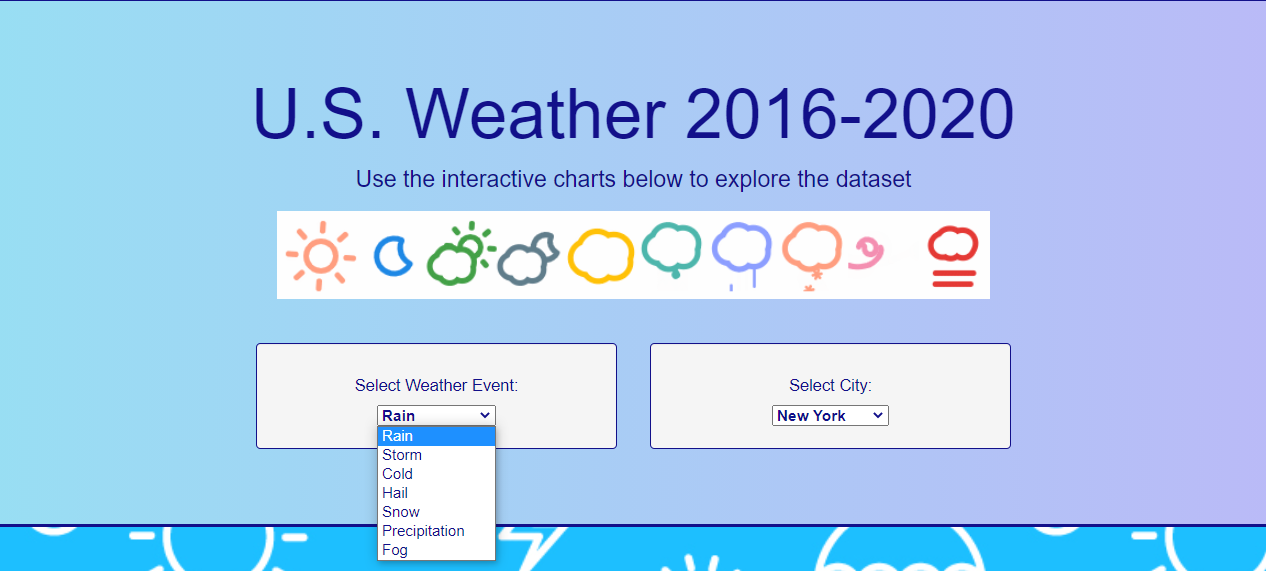 U.S. Weather 2016-2020
Use the interactive charts below to explore the dataset
Select Weather Event:
Rain
Rain
Storm
Cold
Hail
Snow
Precipitation
Fog
Select City:
New York